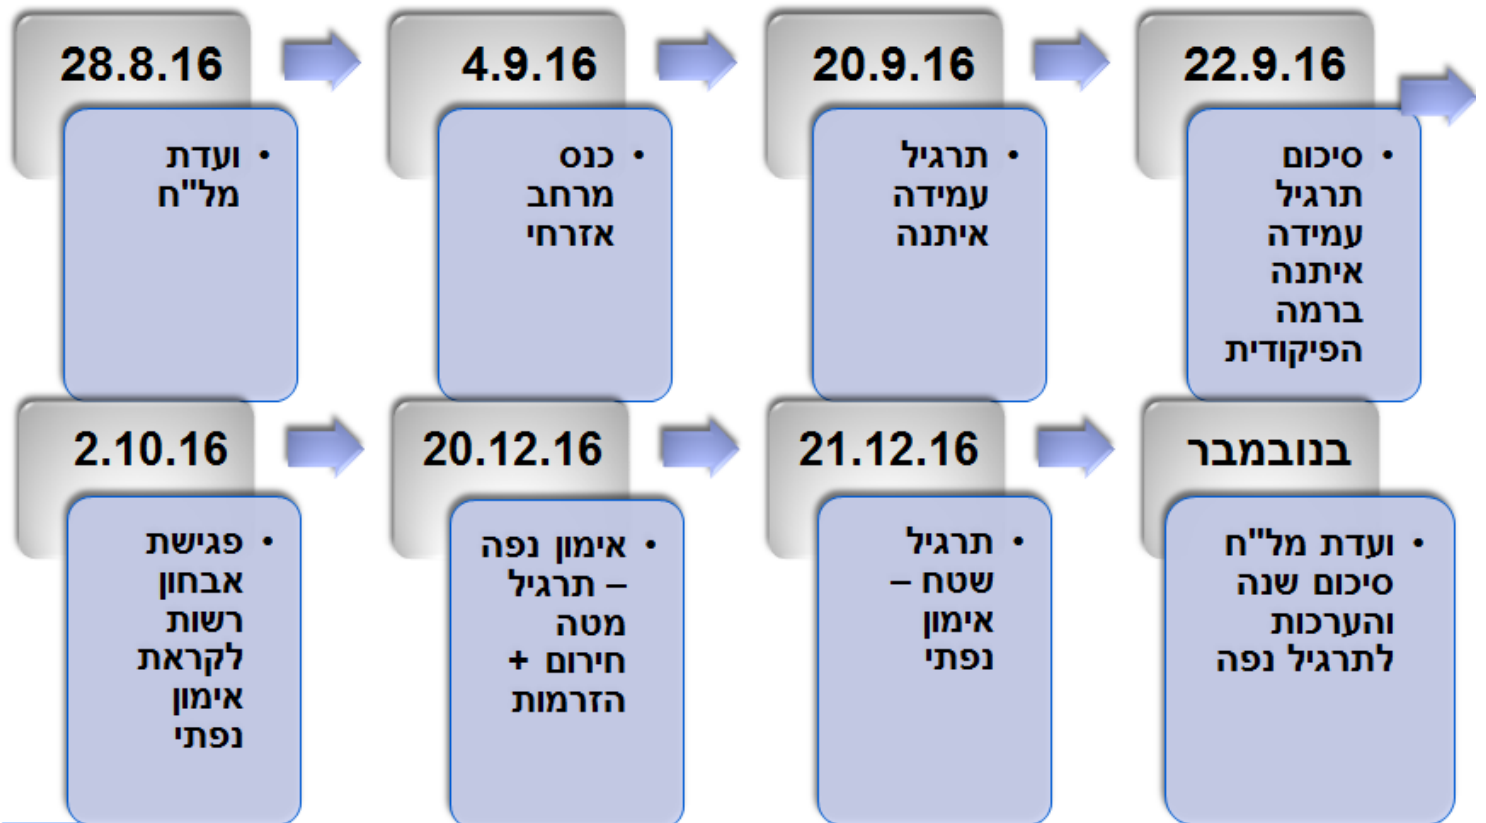 28.8.16
• ועדת
מל"ח
4.9.16
• כנס
מרחב
אזרחי
20.9.16
• תרגיל
עמידה
איתנה
22.9.16
• סיכום
תרגיל
עמידה
איתנה
ברמה
הפיקודית
2.10.16
• פגישת
אבחון
רשות
לקראת
אימון
נפתי
20.12.16
• אימון נפה
– תרגיל
מטה
חירום +
הזרמות
21.12.16
• תרגיל
שטח –
אימון
נפתי
בנובמבר
• ועדת מל"ח
סיכום שנה
והערכות
לתרגיל נפה